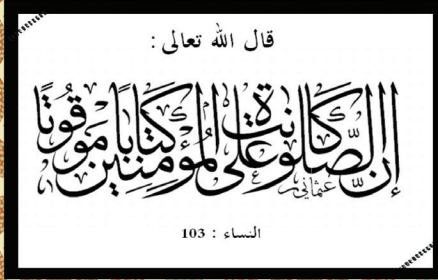 قال الله تعالى :
إن الصلوة كانت على المؤمنين كتابا موقوتا
عثماني
النساء : 103